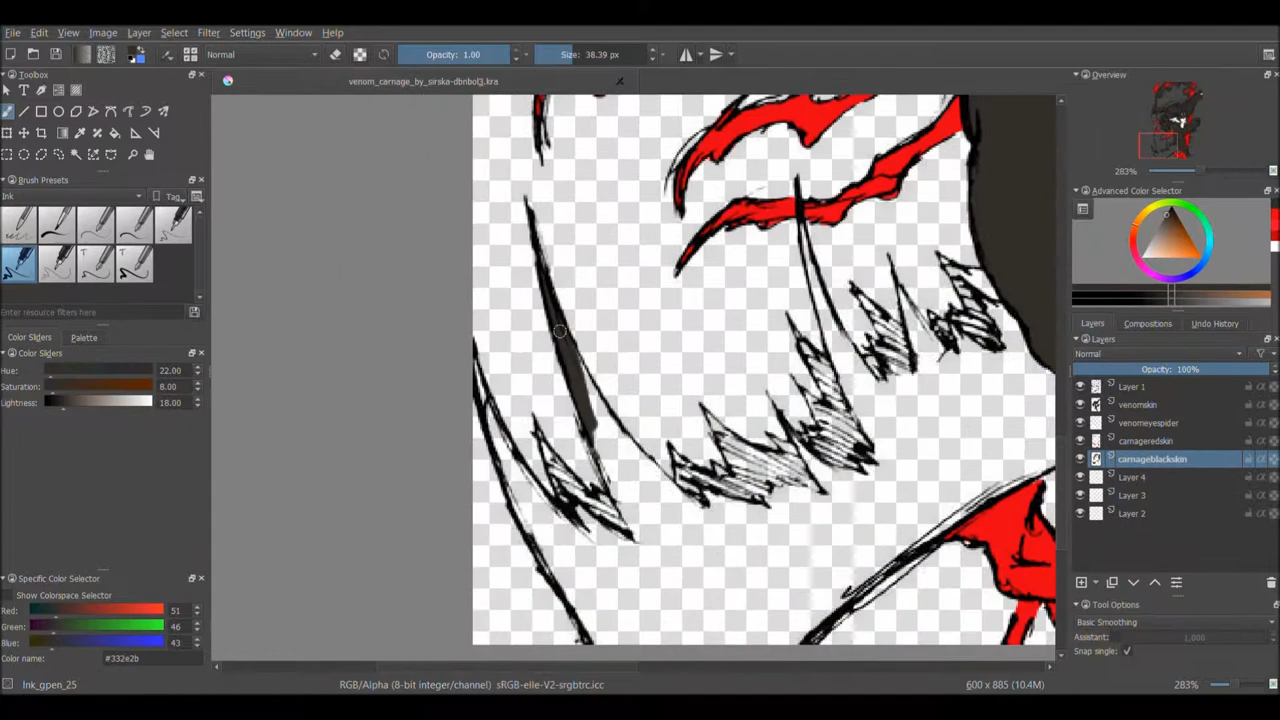 File Edit View Image Layer Select Filter Settings Window Help
Normal Opacity: 1.00 Size: 38.39 px
Toolbox
venom_carnage_by_sirska-dbnbol3.kra
Overview
283%
Brush Presets
Ink Tag
Advanced Color Selector
Enter resource filters
Color Sliders Palette
Color Sliders
Hue: 22.00
Saturation: 8.00
Lightness: 18.00
Layers Compositions Undo History
Layers
Normal
Opacity: 100%
Layer 1
venomskin
venomeyespider
carnageredskin
carnageblackskin
Layer 4
Layer 3
Layer 2
Specific Color Selector
Show Colorspace Selector
Red: 51
Green: 46
Blue: 43
Color name: #332e2b
Tool Options
Basic Smoothing
Assistant: 1,000
Snap single:
Ink_gpen_25 RGB/Alpha (8-bit integer/channel) sRGB-elle-V2-srgbtrc.icc 600 x 885 (10.4M) 283%